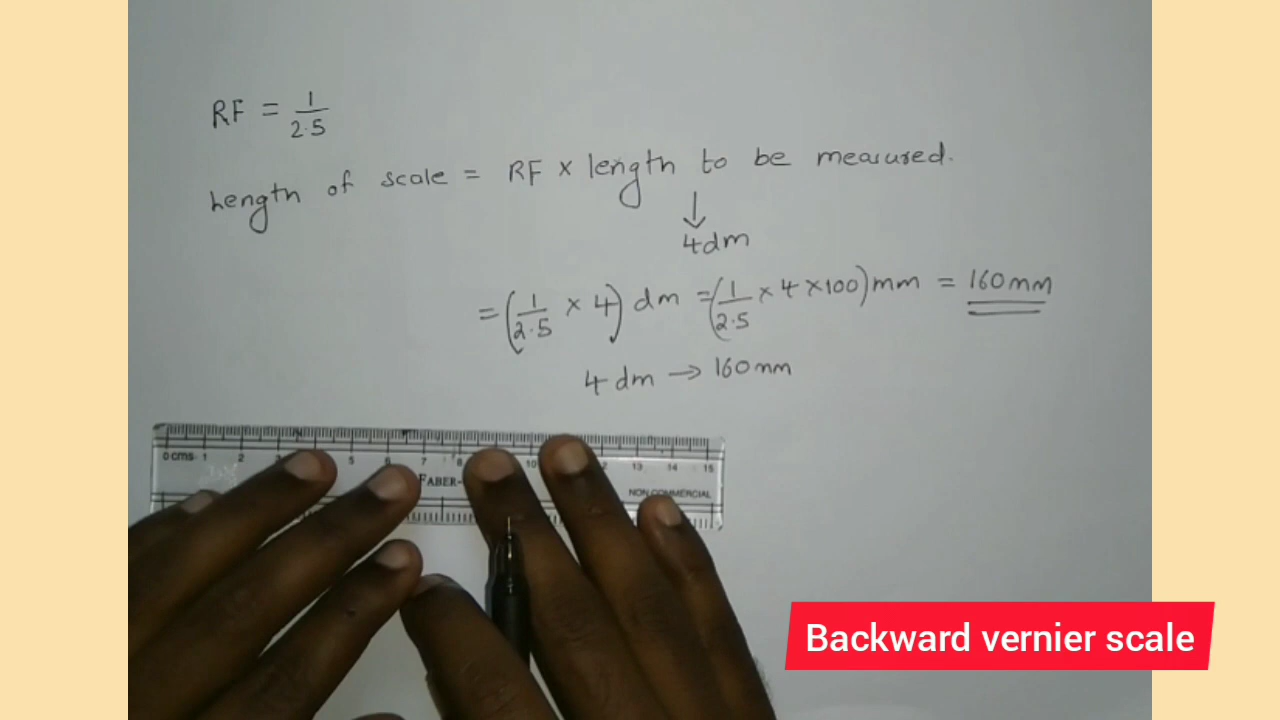 RF = 1/2.5
Length of scale = RF × length to be measured.
↓
4dm
= (1/2.5 × 4) dm = (1/2.5 × 4 × 100) mm = 160mm
4 dm → 160mm
0 cms 1 2 3 5 6 7 8 10 12 13 14 15
FABER-
NON COMMERCIAL
Backward vernier scale